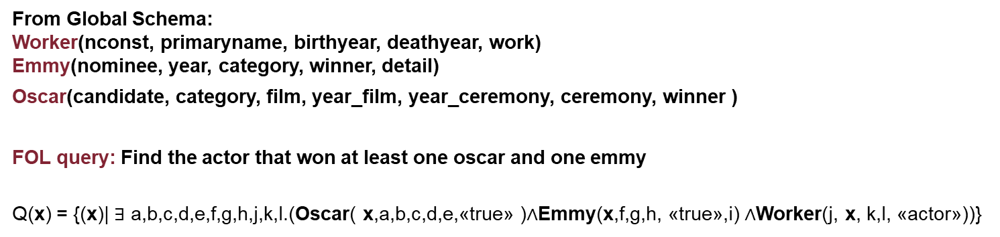 From Global Schema:
Worker(nconst, primaryname, birthyear, deathyear, work)
Emmy(nominee, year, category, winner, detail)
Oscar(candidate, category, film, year_film, year_ceremony, ceremony, winner )
FOL query: Find the actor that won at least one oscar and one emmy
Q(x) = {(x)| ∃ a,b,c,d,e,f,g,h,j,k,l.(Oscar( x,a,b,c,d,e,«true» )∧Emmy(x,f,g,h, «true»,i) ∧Worker(j, x, k,l, «actor»))}